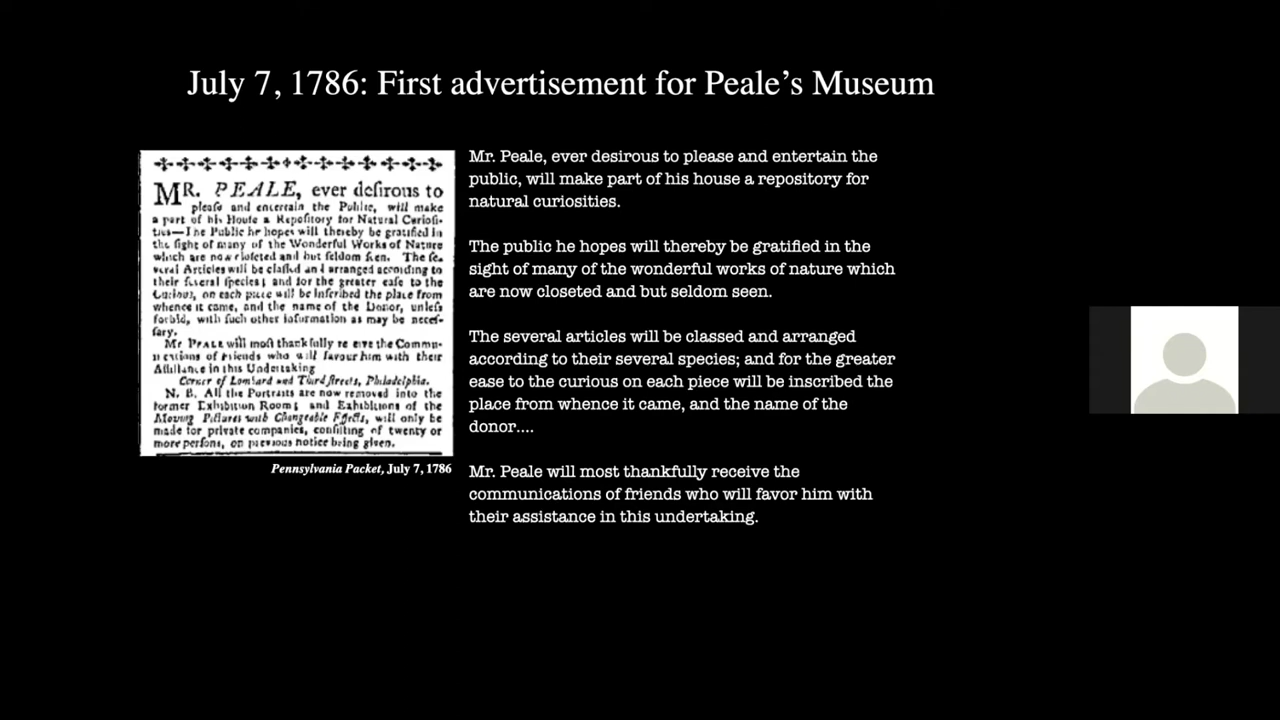 July 7, 1786: First advertisement for Peale’s Museum
MR. PEALE, ever deſirous to
pleaſe and entertain the Public, will make
a part of his Houſe a Repoſitory for Natural Curioſi-
ties—The Public he hopes will thereby be gratified in
the ſight of many of the Wonderful Works of Nature
which are now cloſeted and but ſeldom ſeen. The ſe-
veral Articles will be claſſed and arranged according to
their ſeveral ſpecies; and for the greater eaſe to the
Curious, on each piece will be inſcribed the place from
whence it came, and the name of the Donor, unleſs
forbid, with ſuch other information as may be neceſ-
ſary.
Mr PEALE will moſt thankfully receive the Commu-
nications of Friends who will favour him with their
Aſſiſtance in this Undertaking
Corner of Lombard and Third ſtreets, Philadelphia.
N. B. All the Portraits are now removed into the
former Exhibition Room; and Exhibitions of the
Moving Pictures with Changeable Effects, will only be
made for private companies, conſiſting of twenty or
more perſons, on previous notice being given.
Pennsylvania Packet, July 7, 1786
Mr. Peale, ever desirous to please and entertain the
public, will make part of his house a repository for
natural curiosities.
The public he hopes will thereby be gratified in the
sight of many of the wonderful works of nature which
are now closeted and but seldom seen.
The several articles will be classed and arranged
according to their several species; and for the greater
ease to the curious on each piece will be inscribed the
place from whence it came, and the name of the
donor....
Mr. Peale will most thankfully receive the
communications of friends who will favor him with
their assistance in this undertaking.